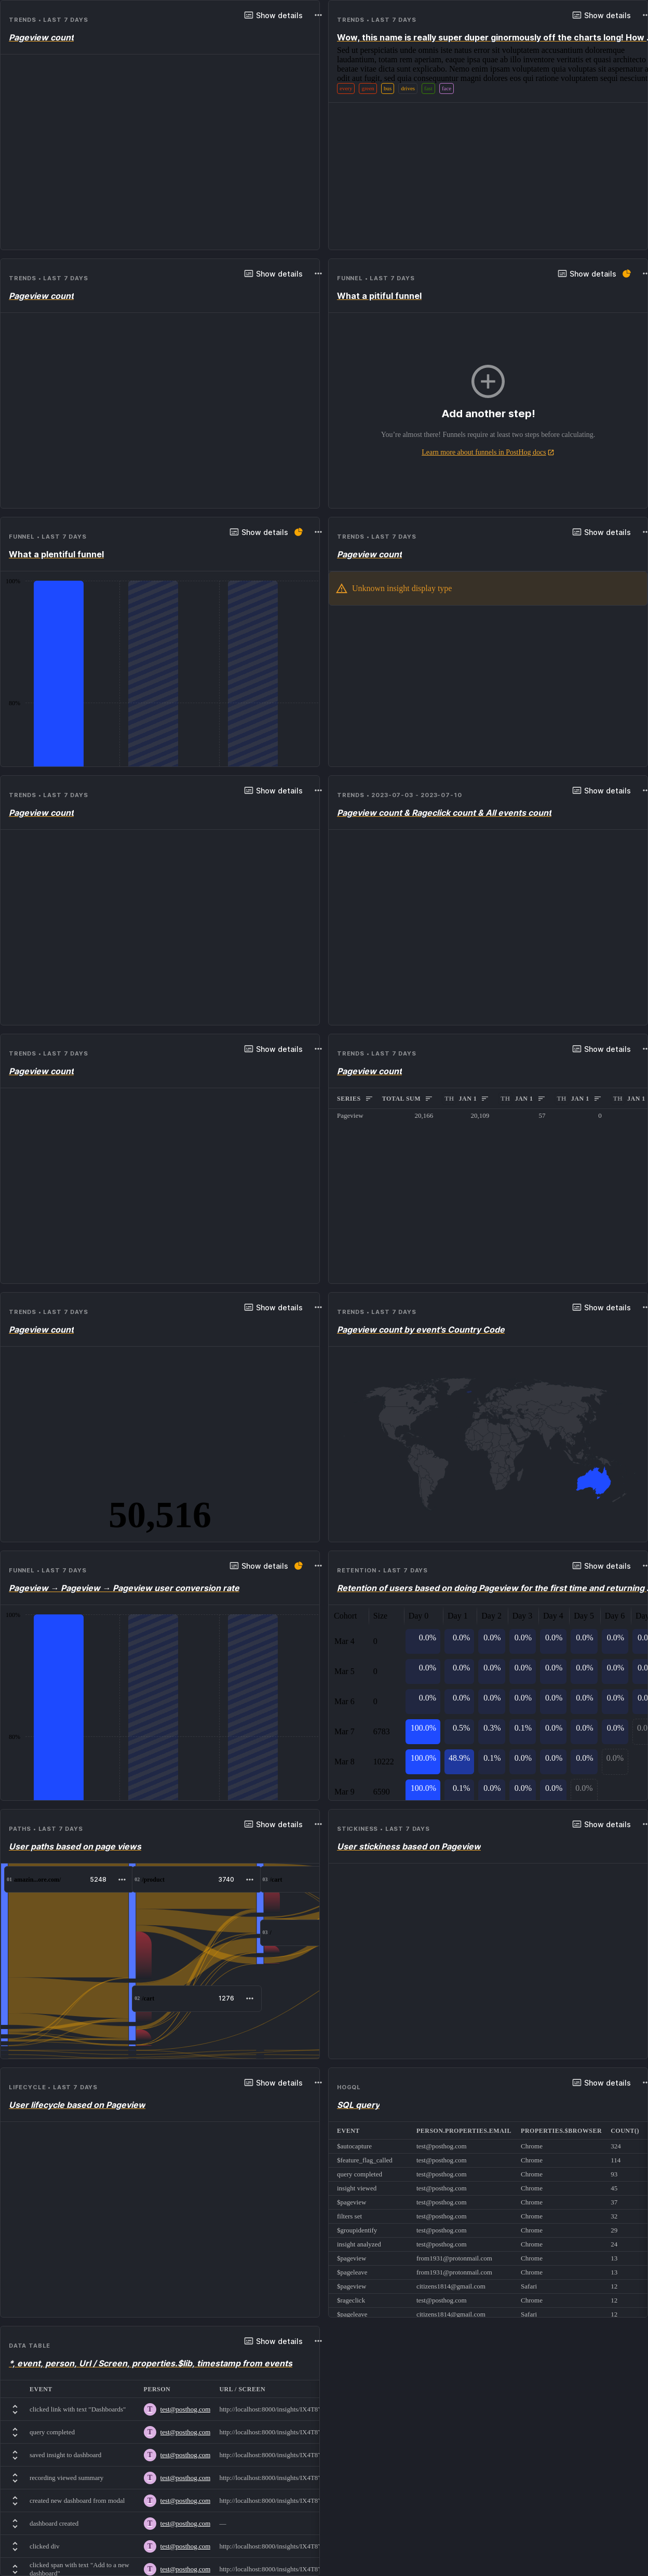 TRENDS • LAST 7 DAYS
Show details
Pageview count
TRENDS • LAST 7 DAYS
Show details
Wow, this name is really super duper ginormously off the charts long! How
Sed ut perspiciatis unde omnis iste natus error sit voluptatem accusantium doloremque
laudantium, totam rem aperiam, eaque ipsa quae ab illo inventore veritatis et quasi architecto
beatae vitae dicta sunt explicabo. Nemo enim ipsam voluptatem quia voluptas sit aspernatur
odit aut fugit, sed quia consequuntur magni dolores eos qui ratione voluptatem sequi nesciunt
every green bus drives fast face
TRENDS • LAST 7 DAYS
Show details
Pageview count
FUNNEL • LAST 7 DAYS
Show details
What a pitiful funnel
Add another step!
You're almost there! Funnels require at least two steps before calculating.
Learn more about funnels in PostHog docs
FUNNEL • LAST 7 DAYS
Show details
What a plentiful funnel
100%
80%
TRENDS • LAST 7 DAYS
Show details
Pageview count
Unknown insight display type
TRENDS • LAST 7 DAYS
Show details
Pageview count
TRENDS • 2023-07-03 - 2023-07-10
Show details
Pageview count & Rageclick count & All events count
TRENDS • LAST 7 DAYS
Show details
Pageview count
TRENDS • LAST 7 DAYS
Show details
Pageview count
SERIES TOTAL SUM TH JAN 1 TH JAN 1 TH JAN 1 TH JAN 1
Pageview 20,166 20,109 57 0
TRENDS • LAST 7 DAYS
Show details
Pageview count
50,516
TRENDS • LAST 7 DAYS
Show details
Pageview count by event's Country Code
FUNNEL • LAST 7 DAYS
Show details
Pageview → Pageview → Pageview user conversion rate
100%
80%
RETENTION • LAST 7 DAYS
Show details
Retention of users based on doing Pageview for the first time and returning
Cohort Size Day 0 Day 1 Day 2 Day 3 Day 4 Day 5 Day 6
Mar 4 0 0.0% 0.0% 0.0% 0.0% 0.0% 0.0% 0.0%
Mar 5 0 0.0% 0.0% 0.0% 0.0% 0.0% 0.0% 0.0%
Mar 6 0 0.0% 0.0% 0.0% 0.0% 0.0% 0.0% 0.0%
Mar 7 6783 100.0% 0.5% 0.3% 0.1% 0.0% 0.0% 0.0%
Mar 8 10222 100.0% 48.9% 0.1% 0.0% 0.0% 0.0% 0.0%
Mar 9 6590 100.0% 0.1% 0.0% 0.0% 0.0% 0.0%
PATHS • LAST 7 DAYS
Show details
User paths based on page views
01 5248
02 /product 3740
03 /cart
03
02 /cart 1276
STICKINESS • LAST 7 DAYS
Show details
User stickiness based on Pageview
LIFECYCLE • LAST 7 DAYS
Show details
User lifecycle based on Pageview
HOGQL
Show details
SQL query
EVENT PERSON.PROPERTIES.EMAIL PROPERTIES.$BROWSER COUNT()
$autocapture test@posthog.com Chrome 324
$feature_flag_called test@posthog.com Chrome 114
query completed test@posthog.com Chrome 93
insight viewed test@posthog.com Chrome 45
$pageview test@posthog.com Chrome 37
filters set test@posthog.com Chrome 32
$groupidentify test@posthog.com Chrome 29
insight analyzed test@posthog.com Chrome 24
$pageview from1931@protonmail.com Chrome 13
$pageleave from1931@protonmail.com Chrome 13
$pageview citizens1814@gmail.com Safari 12
$rageclick test@posthog.com Chrome 12
$pageleave citizens1814@gmail.com Safari 12
DATA TABLE
Show details
*, event, person, Url / Screen, properties.$lib, timestamp from events
EVENT PERSON URL / SCREEN
clicked link with text "Dashboards" T test@posthog.com http://localhost:8000/insights/IX4T8
query completed T test@posthog.com http://localhost:8000/insights/IX4T8
saved insight to dashboard T test@posthog.com http://localhost:8000/insights/IX4T8
recording viewed summary T test@posthog.com http://localhost:8000/insights/IX4T8
created new dashboard from modal T test@posthog.com http://localhost:8000/insights/IX4T8
dashboard created T test@posthog.com —
clicked div T test@posthog.com http://localhost:8000/insights/IX4T8
clicked span with text "Add to a new
dashboard" T test@posthog.com http://localhost:8000/insights/IX4T8